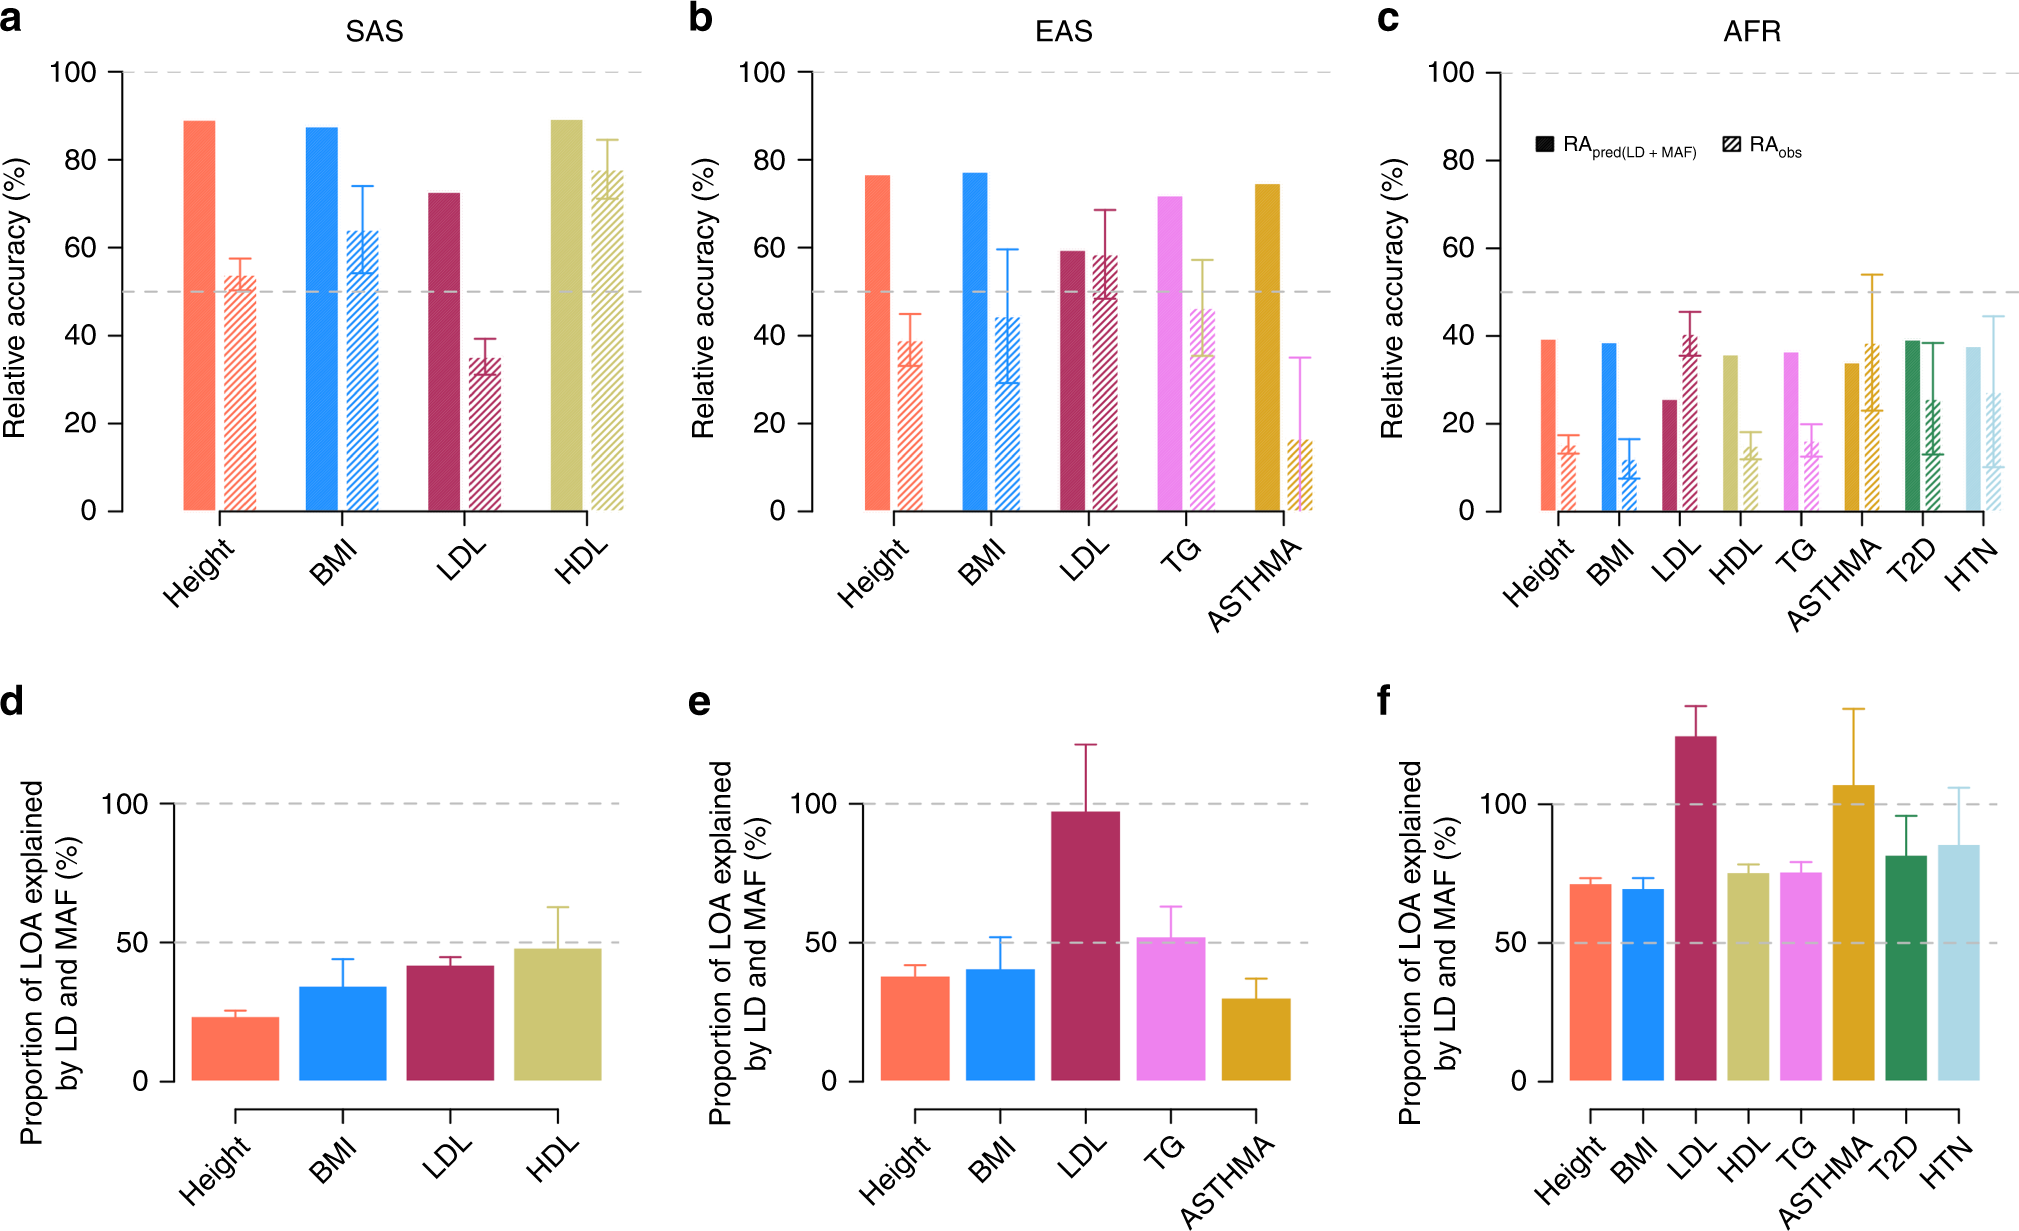 a
SAS
Relative accuracy (%)
100
80
60
40
20
0
Height
BMI
LDL
HDL
b
EAS
Relative accuracy (%)
100
80
60
40
20
0
Height
BMI
LDL
TG
ASTHMA
c
AFR
Relative accuracy (%)
100
80
60
40
20
0
RApred(LD + MAF)
RAobs
Height
BMI
LDL
HDL
TG
ASTHMA
T2D
HTN
d
Proportion of LOA explained
by LD and MAF (%)
100
50
0
Height
BMI
LDL
HDL
e
Proportion of LOA explained
by LD and MAF (%)
100
50
0
Height
BMI
LDL
TG
ASTHMA
f
Proportion of LOA explained
by LD and MAF (%)
100
50
0
Height
BMI
LDL
HDL
TG
ASTHMA
T2D
HTN